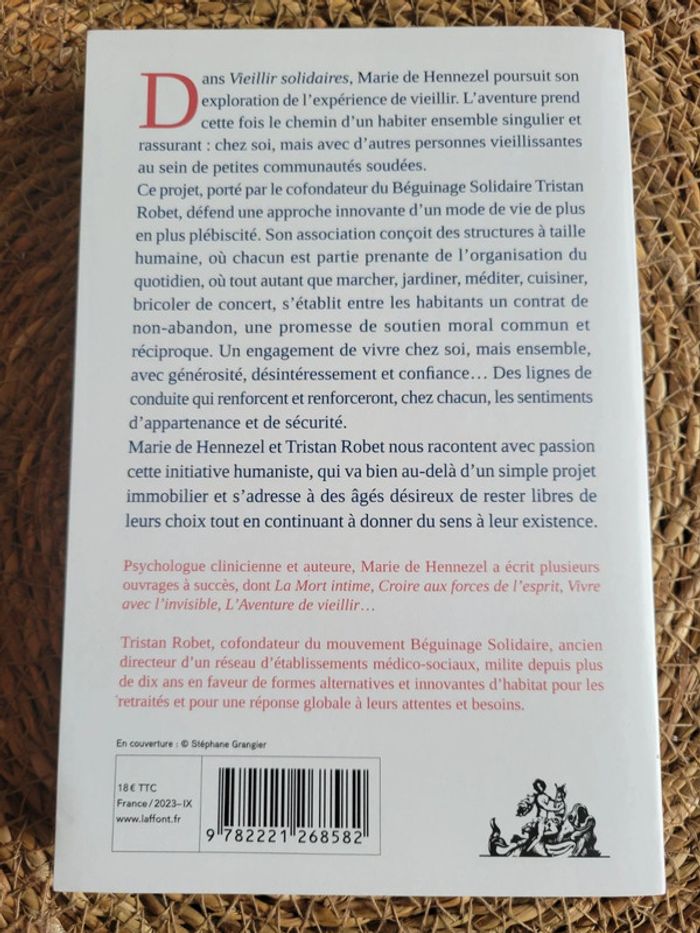 Dans Vieillir solidaires, Marie de Hennezel poursuit son
exploration de l’expérience de vieillir. L’aventure prend
cette fois le chemin d’un habiter ensemble singulier et
rassurant : chez soi, mais avec d’autres personnes vieillissantes
au sein de petites communautés soudées.
Ce projet, porté par le cofondateur du Béguinage Solidaire Tristan
Robet, défend une approche innovante d’un mode de vie de plus
en plus plébiscité. Son association conçoit des structures à taille
humaine, où chacun est partie prenante de l’organisation du
quotidien, où tout autant que marcher, jardiner, méditer, cuisiner,
bricoler de concert, s’établit entre les habitants un contrat de
non-abandon, une promesse de soutien moral commun et
réciproque. Un engagement de vivre chez soi, mais ensemble,
avec générosité, désintéressement et confiance… Des lignes de
conduite qui renforcent et renforceront, chez chacun, les sentiments
d’appartenance et de sécurité.
Marie de Hennezel et Tristan Robet nous racontent avec passion
cette initiative humaniste, qui va bien au-delà d’un simple projet
immobilier et s’adresse à des âgés désireux de rester libres de
leurs choix tout en continuant à donner du sens à leur existence.
Psychologue clinicienne et auteure, Marie de Hennezel a écrit plusieurs
ouvrages à succès, dont La Mort intime, Croire aux forces de l’esprit, Vivre
avec l’invisible, L’Aventure de vieillir…
Tristan Robet, cofondateur du mouvement Béguinage Solidaire, ancien
directeur d’un réseau d’établissements médico-sociaux, milite depuis plus
de dix ans en faveur de formes alternatives et innovantes d’habitat pour les
retraités et pour une réponse globale à leurs attentes et besoins.
En couverture : © Stéphane Grangier
18 € TTC
France / 2023–IX
www.laffont.fr
9 782221 268582